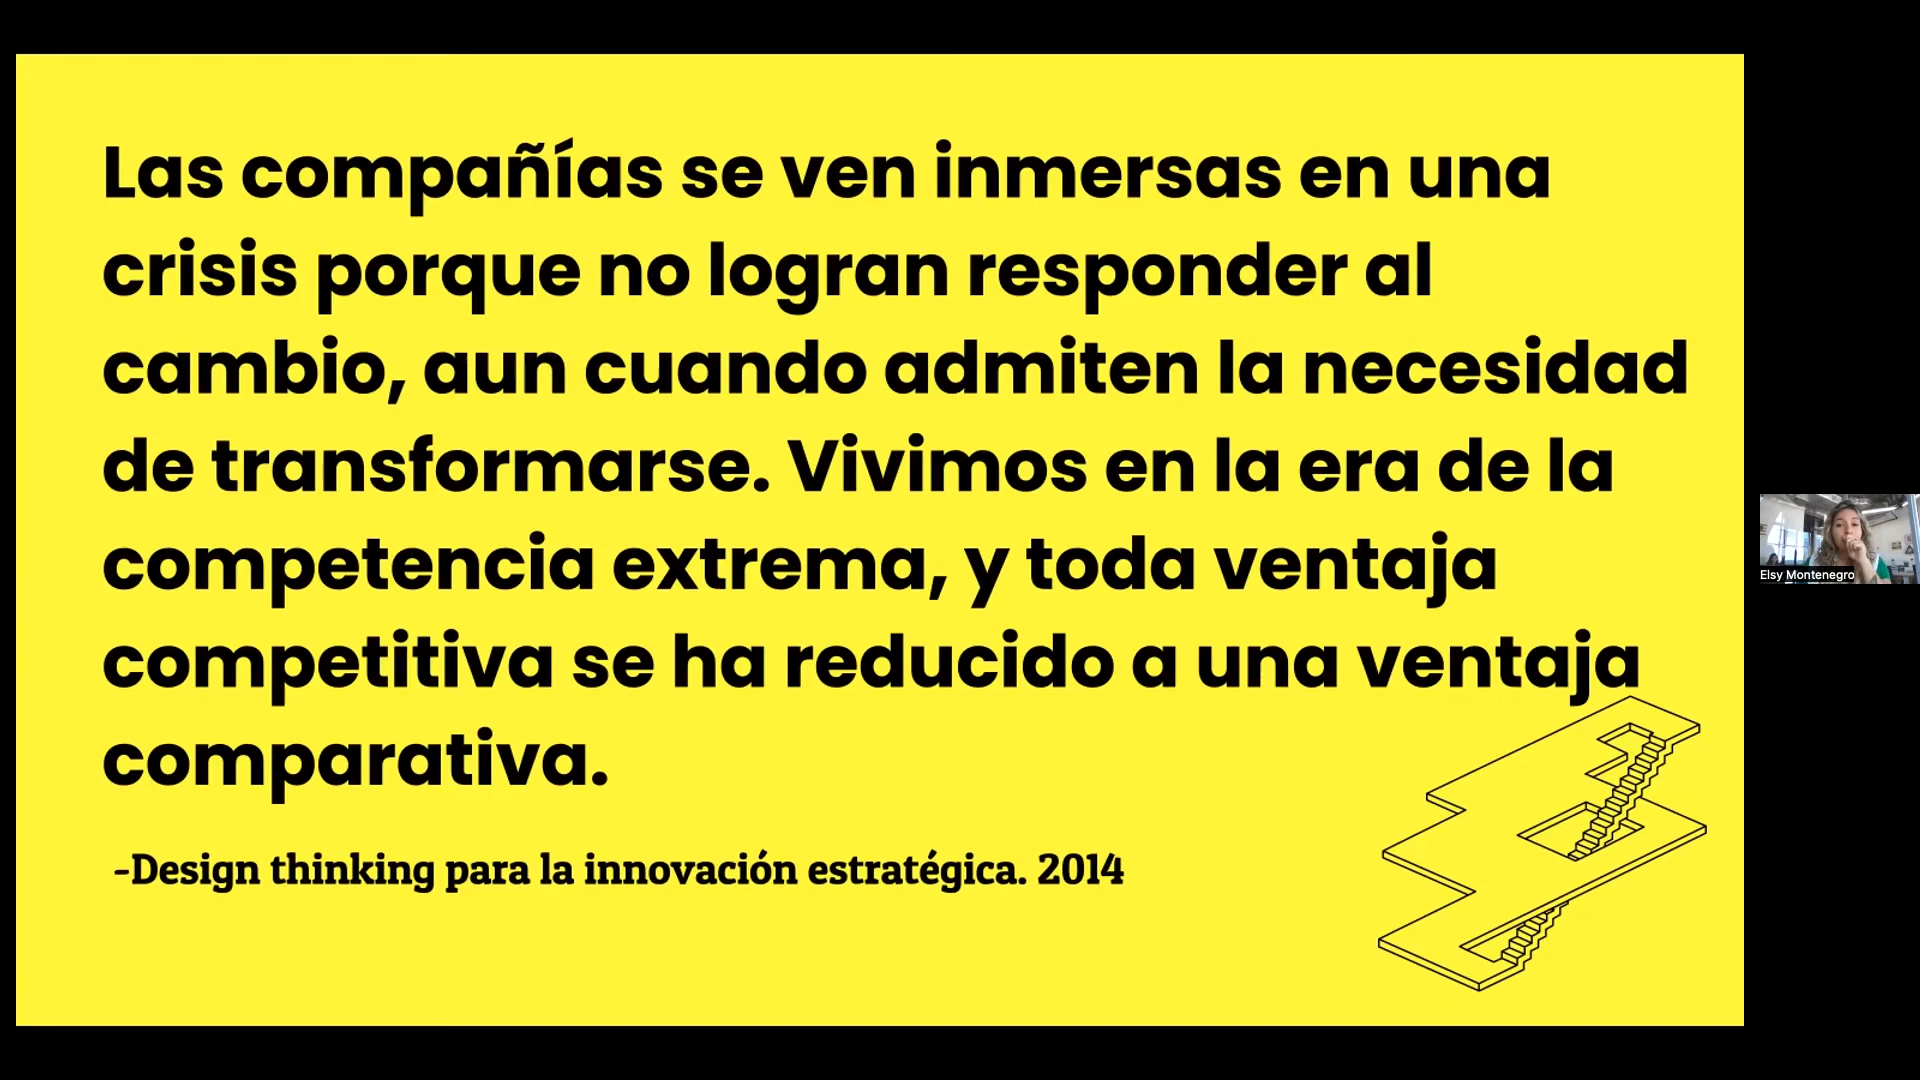 Las compañías se ven inmersas en una
crisis porque no logran responder al
cambio, aun cuando admiten la necesidad
de transformarse. Vivimos en la era de la
competencia extrema, y toda ventaja
competitiva se ha reducido a una ventaja
comparativa.
-Design thinking para la innovación estratégica. 2014
Elsy Montenegro